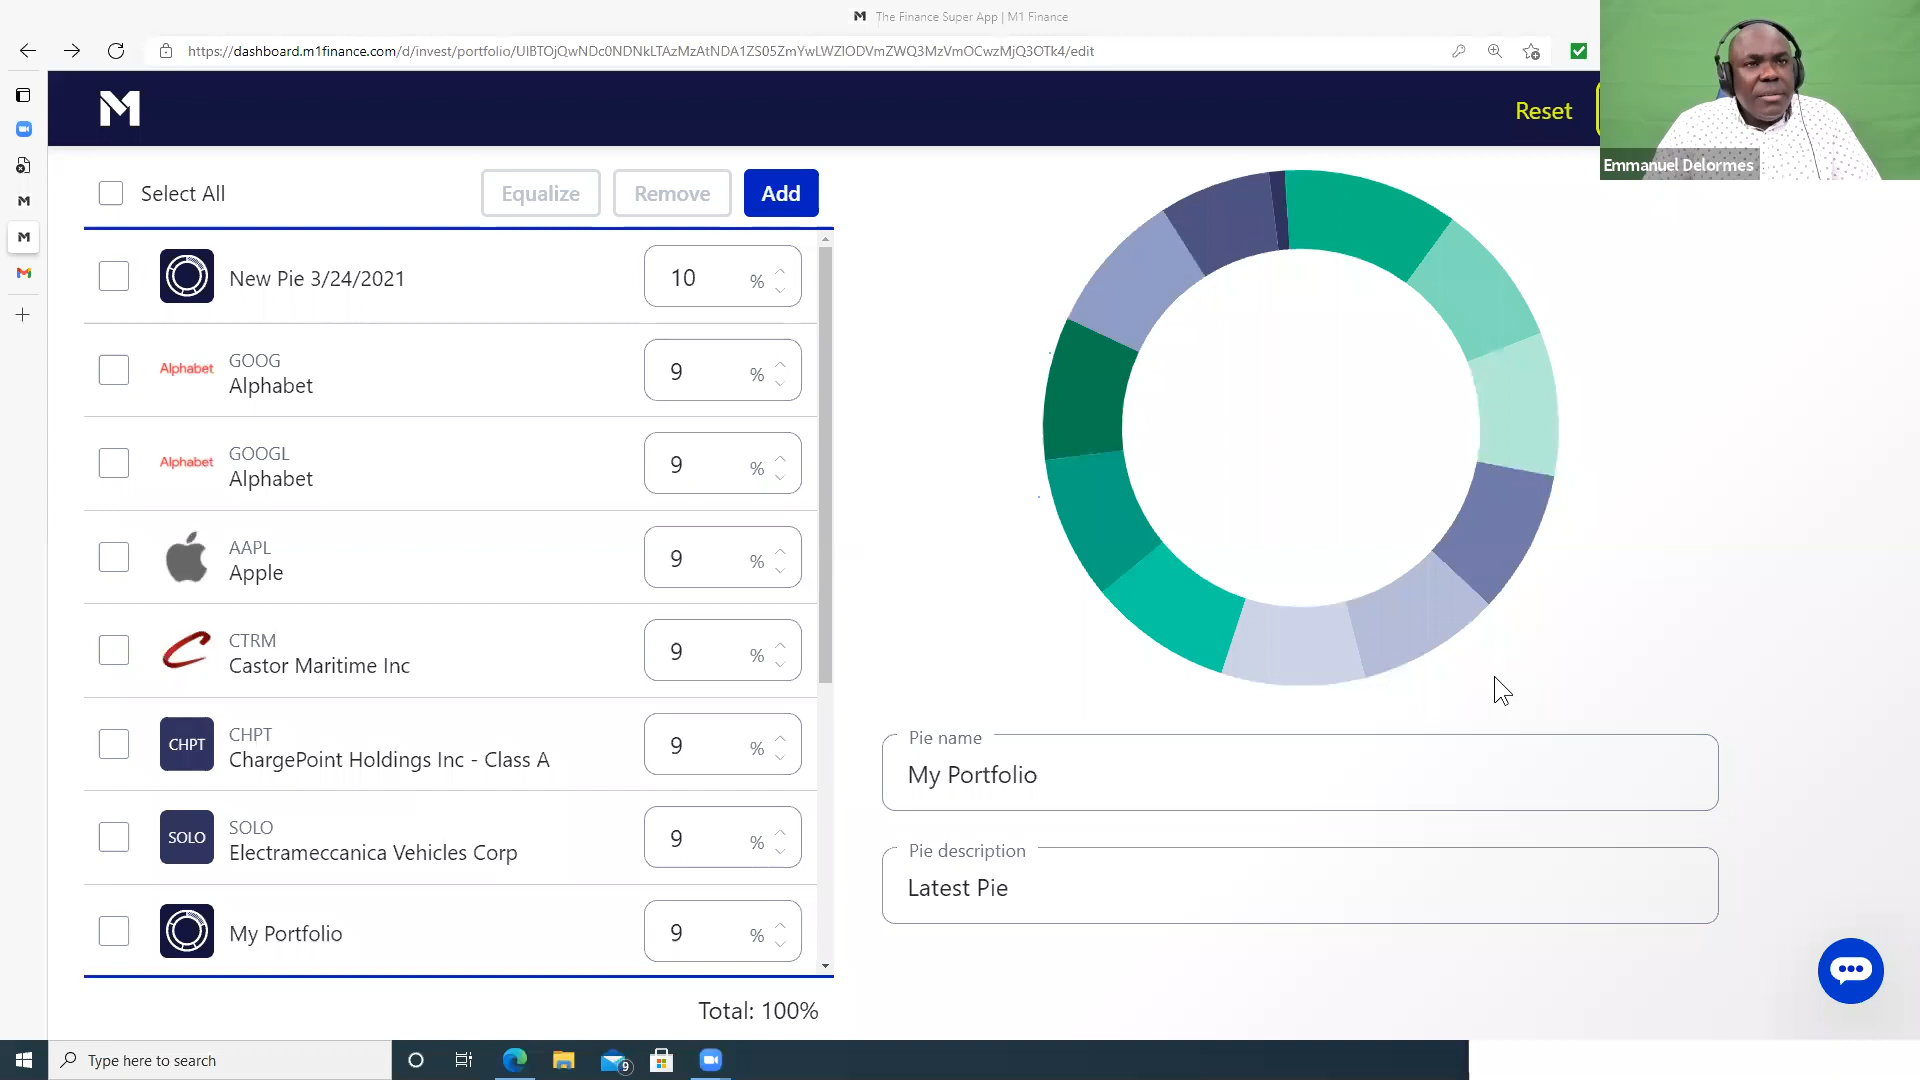 The Finance Super App | M1 Finance
https://dashboard.m1finance.com/d/invest/portfolio/UlBTOjQwNDc0NDNkLTAzMzAtNDA1ZS05ZmYwLWZlODVmZWQ3MzVmOCwzMjQ3OTk4/edit
Reset
Emmanuel Delormes
Select All
Equalize
Remove
Add
New Pie 3/24/2021
10 %
Alphabet
GOOG
Alphabet
9 %
Alphabet
GOOGL
Alphabet
9 %
AAPL
Apple
9 %
CTRM
Castor Maritime Inc
9 %
CHPT
CHPT
ChargePoint Holdings Inc - Class A
9 %
SOLO
SOLO
Electrameccanica Vehicles Corp
9 %
My Portfolio
9 %
Total: 100%
Pie name
My Portfolio
Pie description
Latest Pie
Type here to search
9